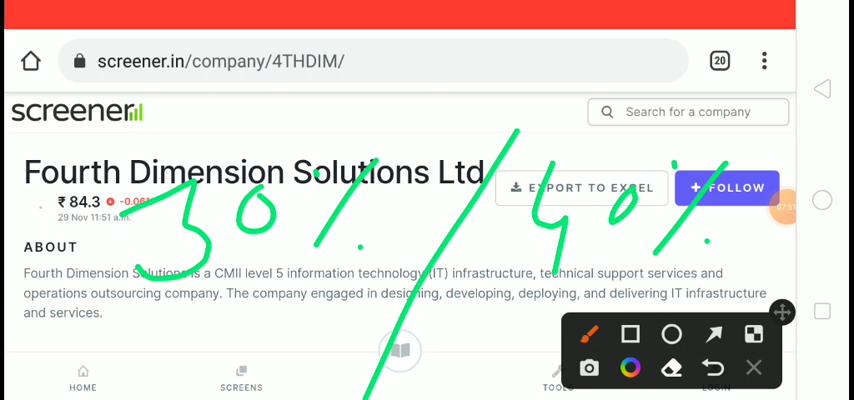 20
screener.in/company/4THDIM/
screener
Search for a company
Fourth Dimension Solutions Ltd
EXPORT TO EXCEL
+ FOLLOW
₹ 84.3
29 Nov 11:51 a.m.
30% / 40%
67:51
ABOUT
Fourth Dimension Solutions is a CMII level 5 information technology (IT) infrastructure, technical support services and
operations outsourcing company. The company engaged in designing, developing, deploying, and delivering IT infrastructure
and services.
HOME
SCREENS
TOOLS
LOGIN